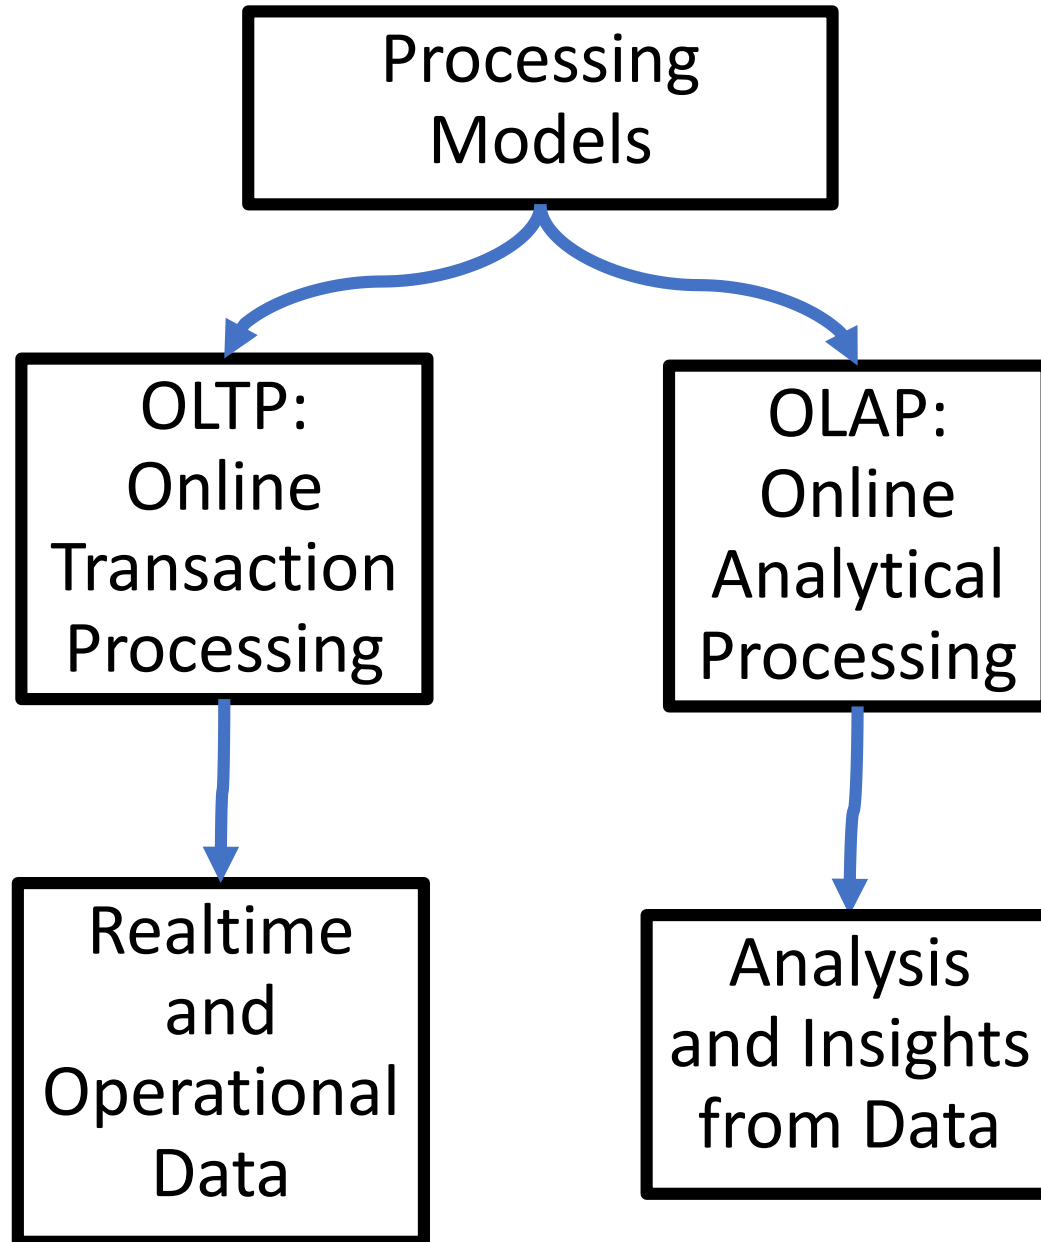 Processing
Models
OLTP:
Online
Transaction
Processing
OLAP:
Online
Analytical
Processing
Realtime
and
Operational
Data
Analysis
and Insights
from Data